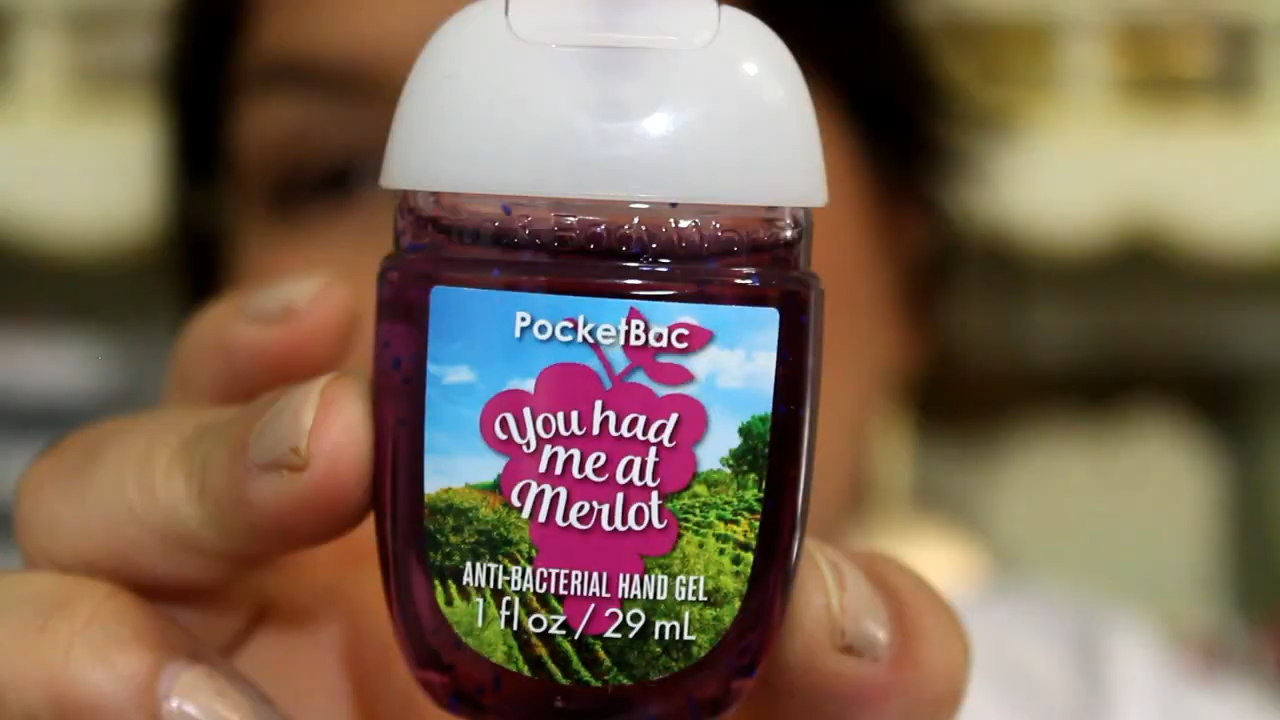 PocketBac
You had
me at
Merlot
ANTI-BACTERIAL HAND GEL
1 fl oz / 29 mL